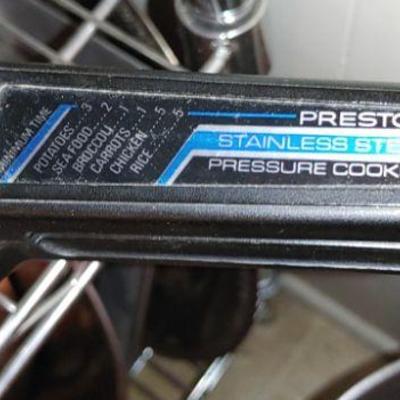 MINIMUM TIME
POTATOES 3
SEA FOOD 2
BROCCOLI 1
CARROTS 1
CHICKEN 5
RICE 5
PRESTO
STAINLESS STE
PRESSURE COOK